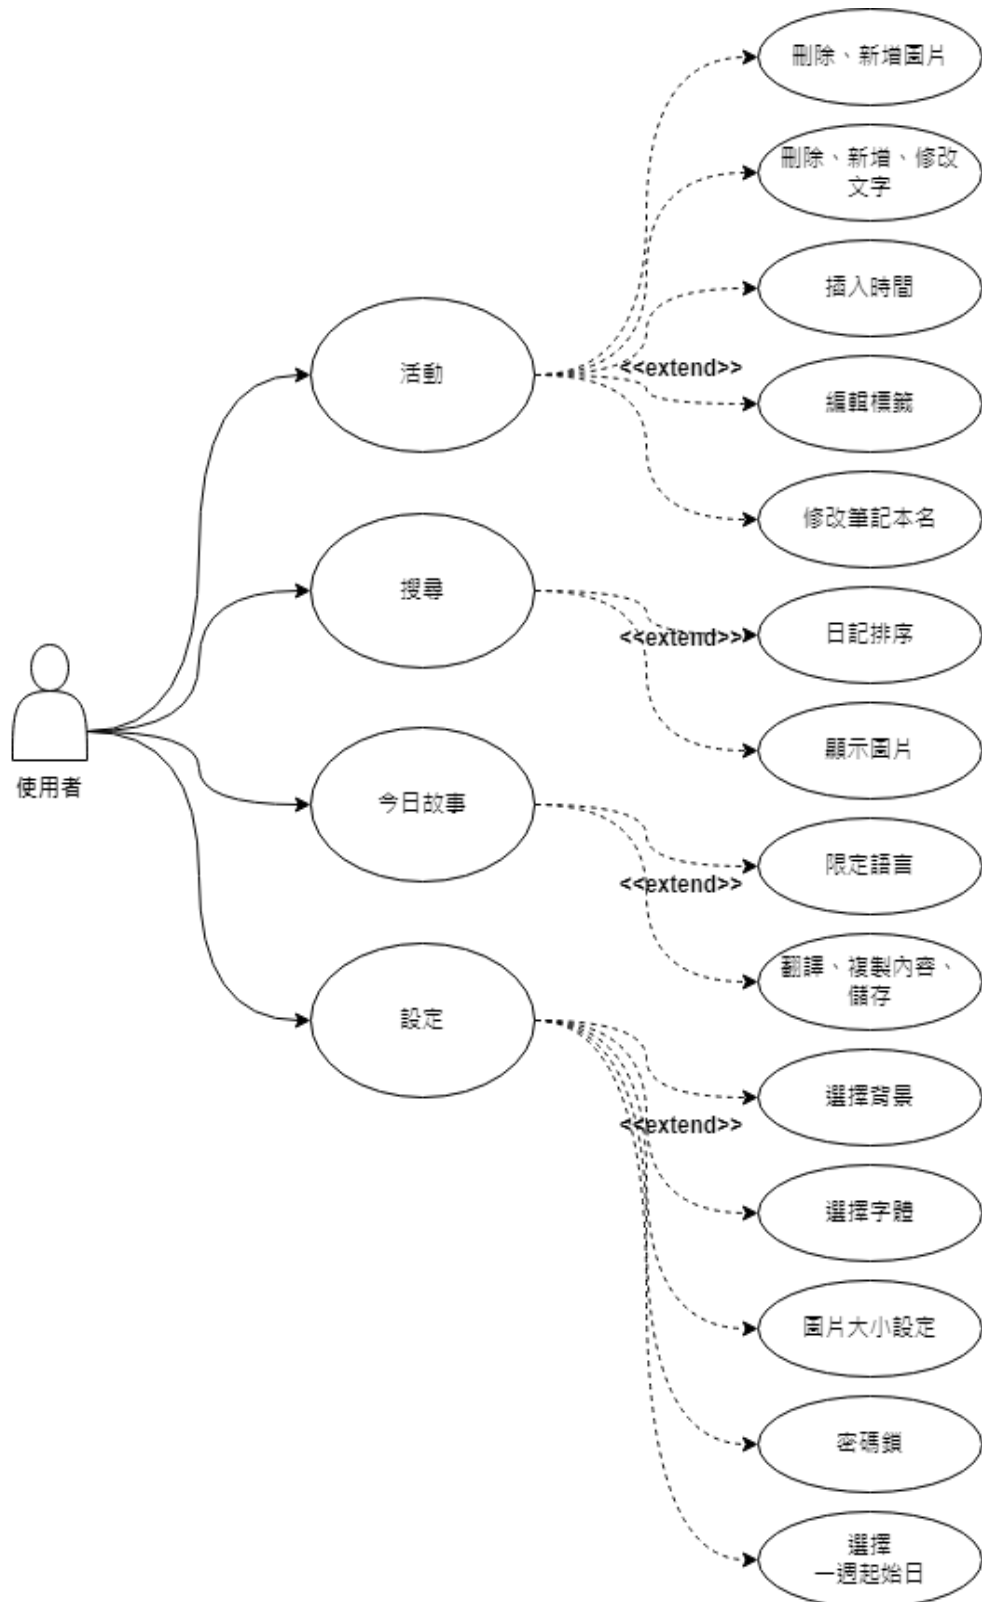 刪除、新增圖片
刪除、新增、修改
文字
插入時間
活動
<<extend>>
編輯標籤
修改筆記本名
搜尋
<<extend>>
日記排序
顯示圖片
使用者
今日故事
限定語言
<<extend>>
翻譯、複製內容、
儲存
設定
選擇背景
<<extend>>
選擇字體
圖片大小設定
密碼鎖
選擇
一週起始日